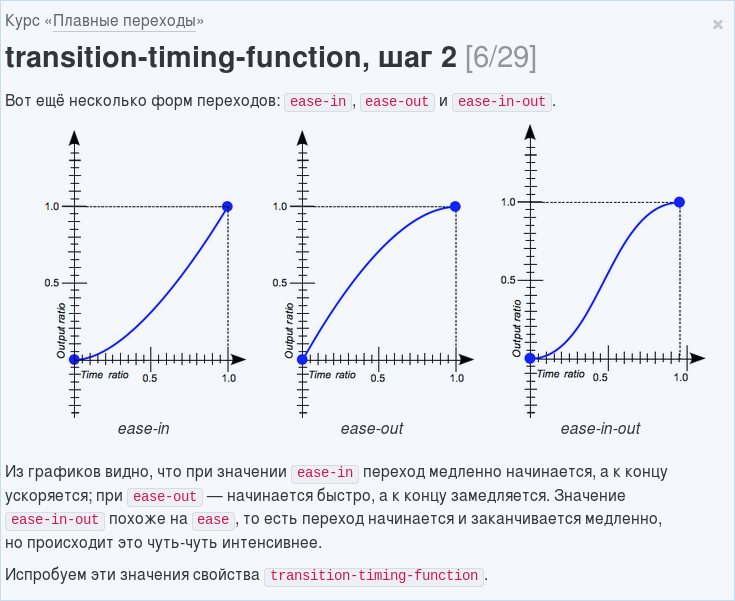 Курс «Плавные переходы»
×
transition-timing-function, шаг 2 [6/29]
Вот ещё несколько форм переходов: ease-in, ease-out и ease-in-out.
1.0
0.5
Output ratio
Time ratio
0.5
1.0
ease-in
1.0
0.5
Output ratio
Time ratio
0.5
1.0
ease-out
1.0
0.5
Output ratio
Time ratio
0.5
1.0
ease-in-out
Из графиков видно, что при значении ease-in переход медленно начинается, а к концу
ускоряется; при ease-out — начинается быстро, а к концу замедляется. Значение
ease-in-out похоже на ease, то есть переход начинается и заканчивается медленно,
но происходит это чуть-чуть интенсивнее.
Испробуем эти значения свойства transition-timing-function.